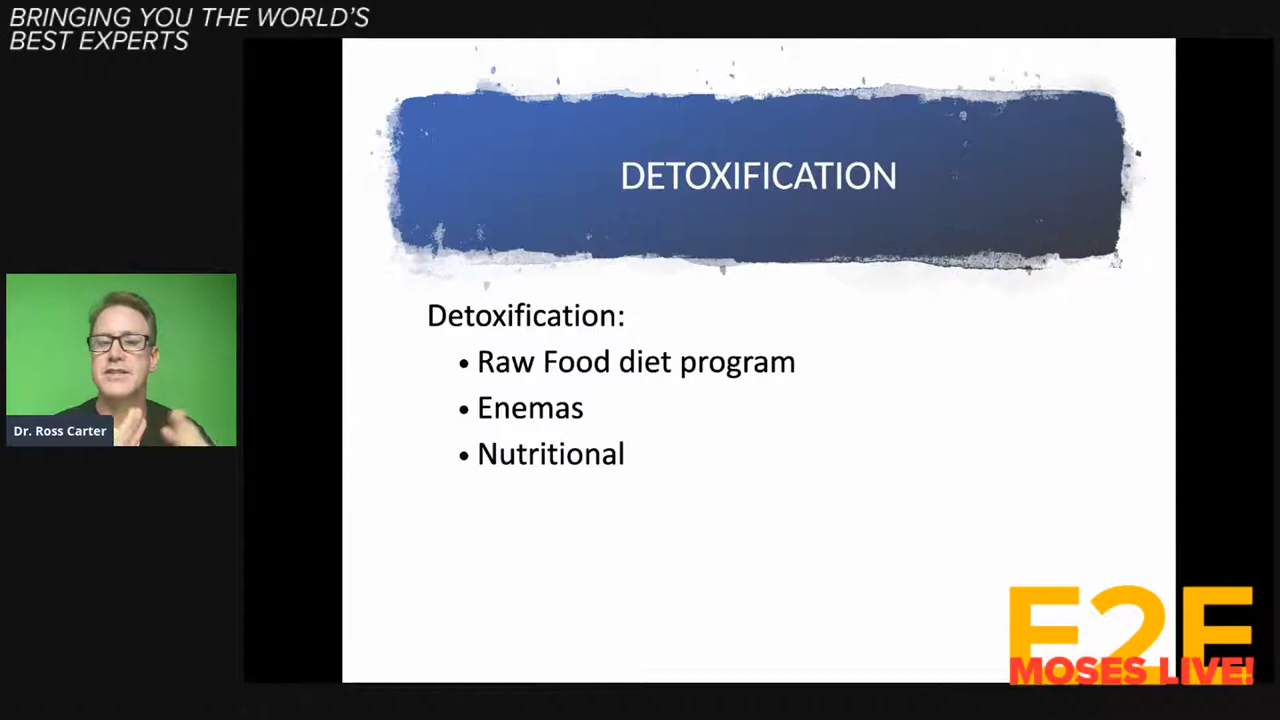 BRINGING YOU THE WORLD'S
BEST EXPERTS
DETOXIFICATION
Detoxification:
• Raw Food diet program
• Enemas
• Nutritional
Dr. Ross Carter
E2E
MOSES LIVE!